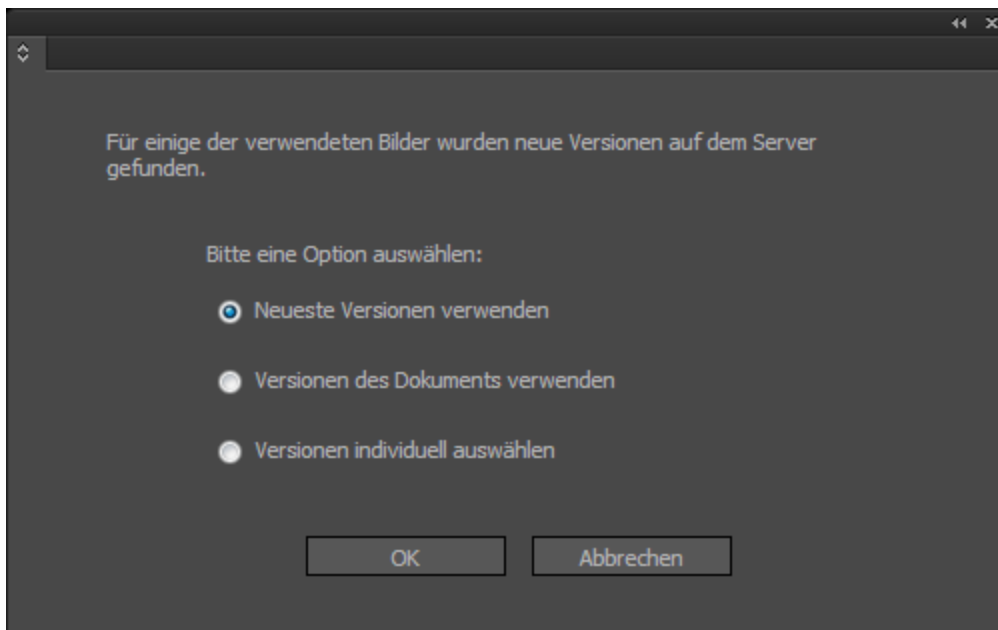 Für einige der verwendeten Bilder wurden neue Versionen auf dem Server
gefunden.
Bitte eine Option auswählen:
Neueste Versionen verwenden
Versionen des Dokuments verwenden
Versionen individuell auswählen
OK
Abbrechen